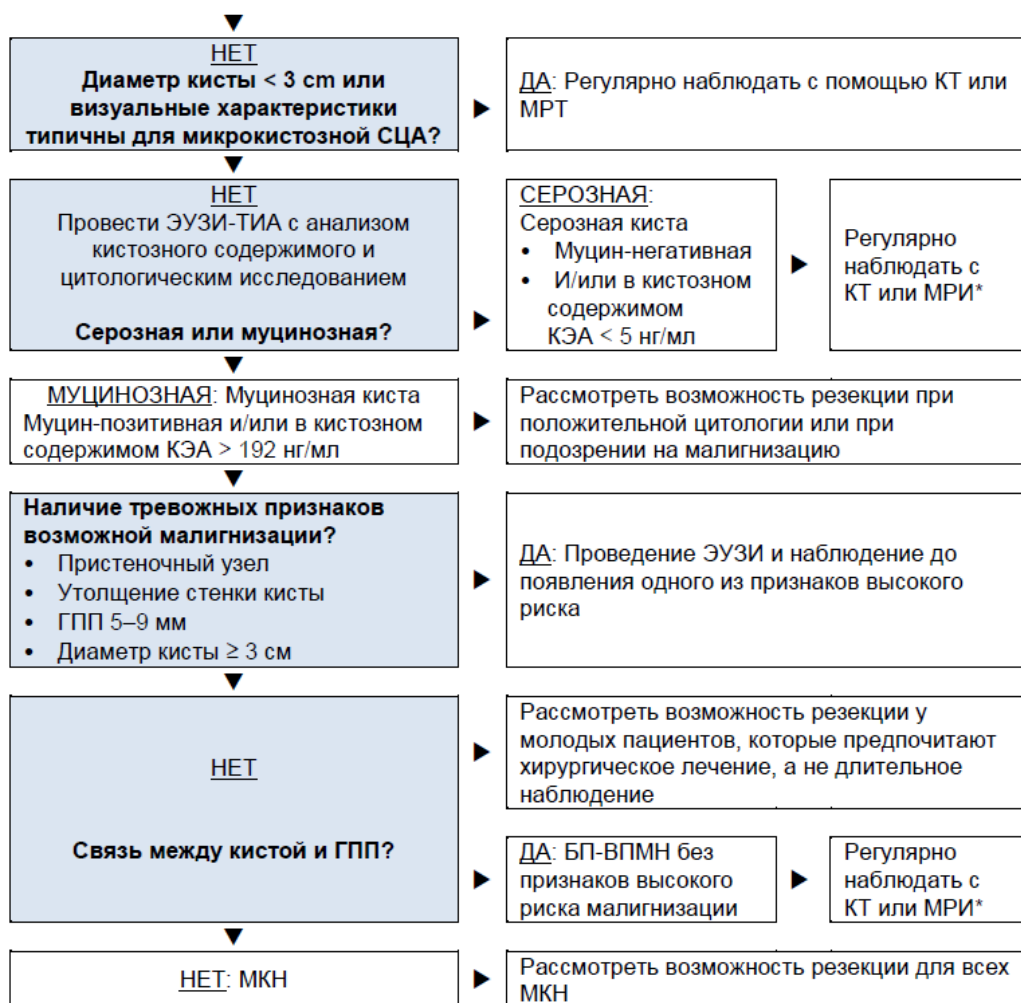 НЕТ
Диаметр кисты < 3 cm или
визуальные характеристики
типичны для микрокистозной СЦА?
ДА: Регулярно наблюдать с помощью КТ или
МРТ
НЕТ
Провести ЭУЗИ-ТИА с анализом
кистозного содержимого и
цитологическим исследованием
Серозная или муцинозная?
СЕРОЗНАЯ:
Серозная киста
• Муцин-негативная
• И/или в кистозном
содержимом
КЭА < 5 нг/мл
Регулярно
наблюдать с
КТ или МРИ*
МУЦИНОЗНАЯ: Муцинозная киста
Муцин-позитивная и/или в кистозном
содержимом КЭА > 192 нг/мл
Рассмотреть возможность резекции при
положительной цитологии или при
подозрении на малигнизацию
Наличие тревожных признаков
возможной малигнизации?
• Пристеночный узел
• Утолщение стенки кисты
• ГПП 5–9 мм
• Диаметр кисты ≥ 3 см
ДА: Проведение ЭУЗИ и наблюдение до
появления одного из признаков высокого
риска
НЕТ
Связь между кистой и ГПП?
Рассмотреть возможность резекции у
молодых пациентов, которые предпочитают
хирургическое лечение, а не длительное
наблюдение
ДА: БП-ВПМН без
признаков высокого
риска малигнизации
Регулярно
наблюдать с
КТ или МРИ*
НЕТ: МКН
Рассмотреть возможность резекции для всех
МКН